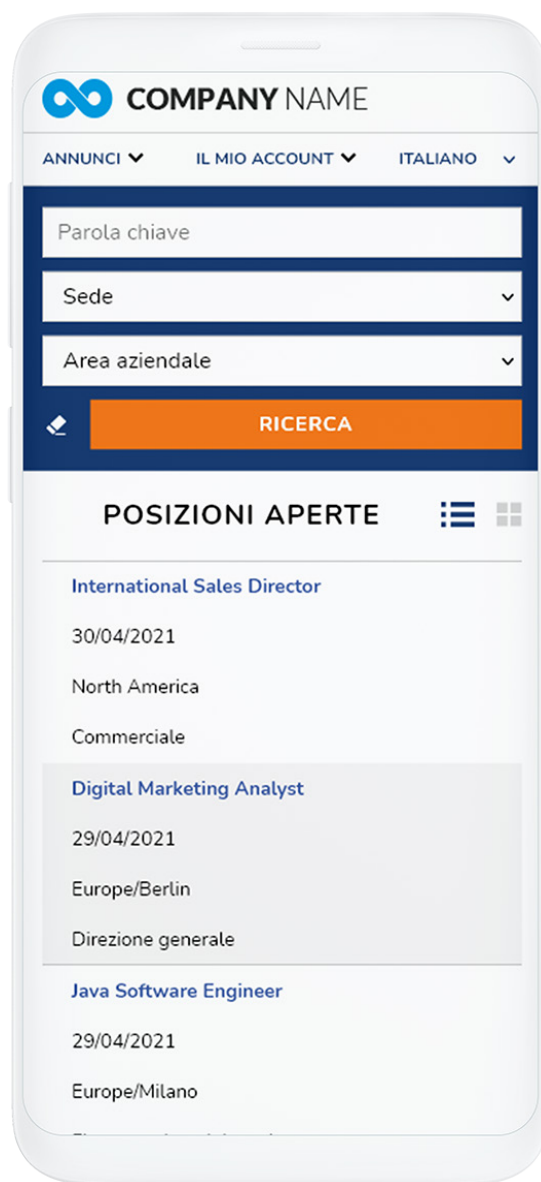 COMPANY NAME
ANNUNCI IL MIO ACCOUNT ITALIANO
Parola chiave
Sede
Area aziendale
RICERCA
POSIZIONI APERTE
International Sales Director
30/04/2021
North America
Commerciale
Digital Marketing Analyst
29/04/2021
Europe/Berlin
Direzione generale
Java Software Engineer
29/04/2021
Europe/Milano